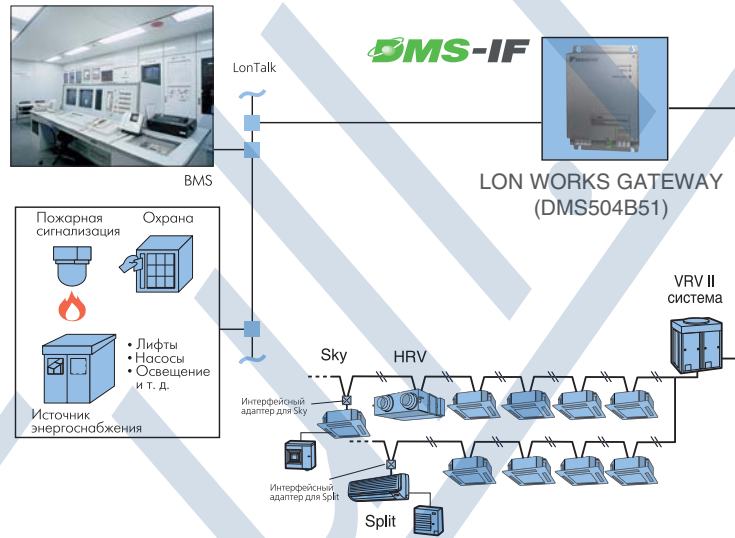 DMS-IF
LonTalk
BMS
LON WORKS GATEWAY
(DMS504B51)
Пожарная
сигнализация
Охрана
• Лифты
• Насосы
• Освещение
и т. д.
Источник
энергоснабжения
VRV II
система
Sky
HRV
Интерфейсный
адаптер для Sky
Интерфейсный
адаптер для Split
Split